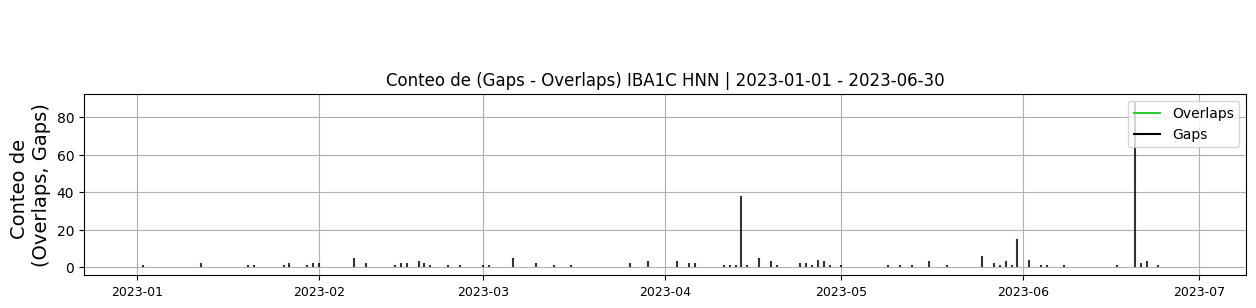 Conteo de (Gaps - Overlaps) IBA1C HNN | 2023-01-01 - 2023-06-30
Conteo de
(Overlaps, Gaps)
80
60
40
20
0
Overlaps
Gaps
2023-01
2023-02
2023-03
2023-04
2023-05
2023-06
2023-07